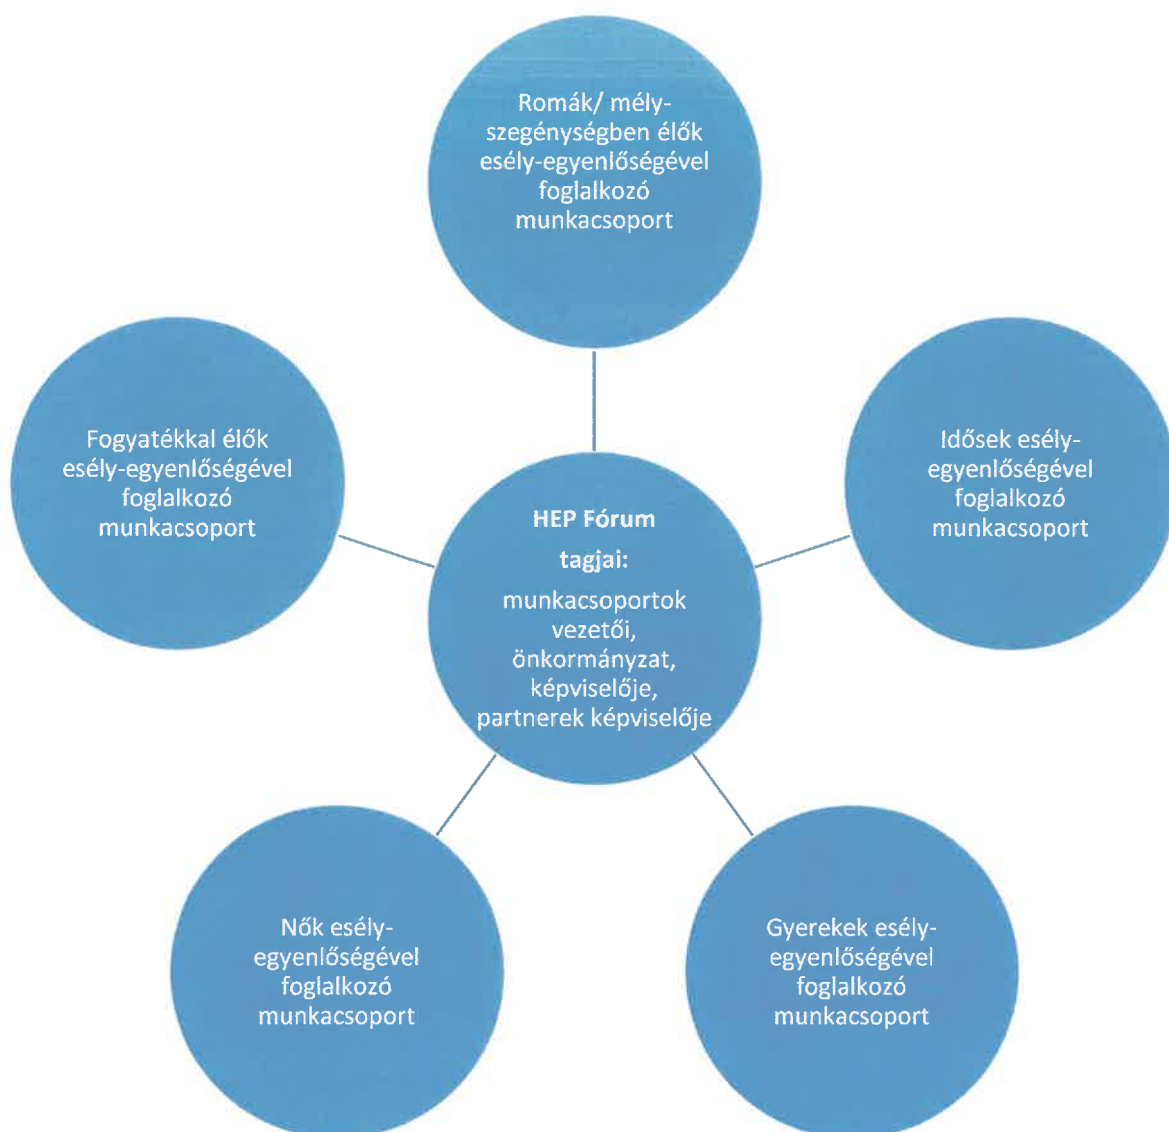 Romák/ mély-
szegénységben élők
esély-egyenlőségével
foglalkozó
munkacsoport
Fogyatékkal élők
esély-egyenlőségével
foglalkozó
munkacsoport
Idősek esély-
egyenlőségével
foglalkozó
munkacsoport
HEP Fórum
tagjai:
munkacsoportok
vezetői,
önkormányzat,
képviselője,
partnerek képviselője
Nők esély-
egyenlőségével
foglalkozó
munkacsoport
Gyerekek esély-
egyenlőségével
foglalkozó
munkacsoport